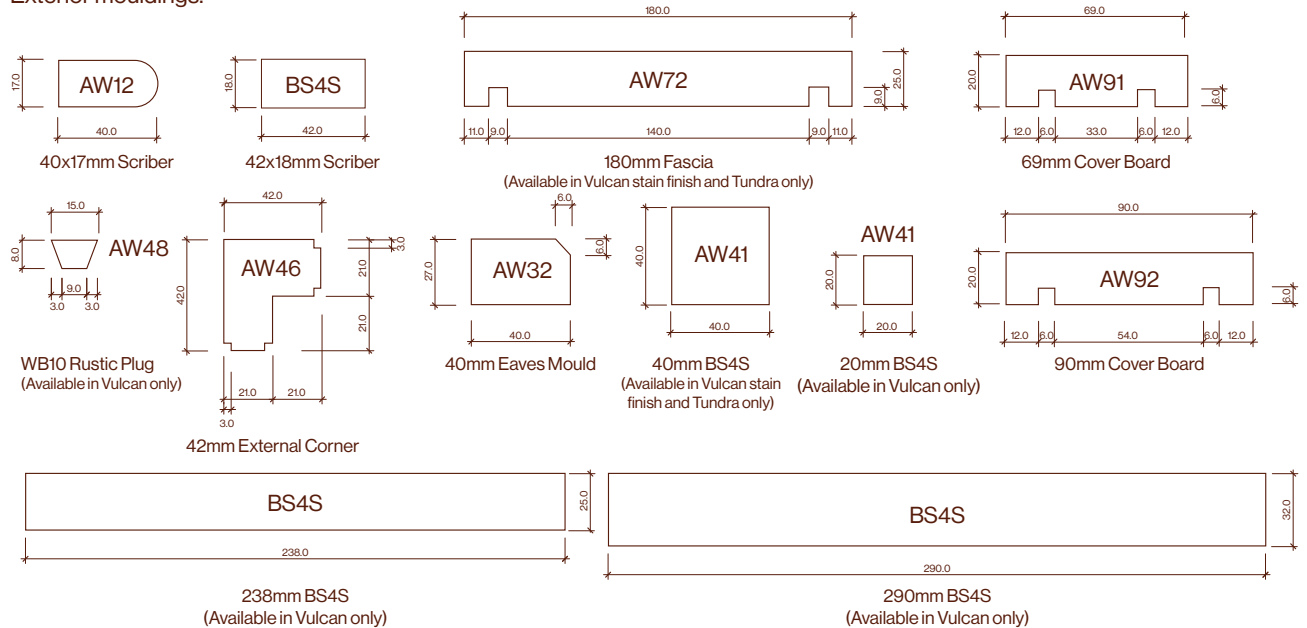 Exterior mouldings.
180.0
69.0
17.0
AW12
40.0
40x17mm Scriber
18.0
BS4S
42.0
42x18mm Scriber
AW72
25.0
9.0
11.0
9.0
140.0
9.0
11.0
180mm Fascia
(Available in Vulcan stain finish and Tundra only)
20.0
AW91
6.0
12.0
6.0
33.0
6.0
12.0
69mm Cover Board
15.0
8.0
AW48
9.0
3.0
3.0
WB10 Rustic Plug
(Available in Vulcan only)
42.0
3.0
AW46
42.0
21.0
21.0
21.0
21.0
3.0
42mm External Corner
6.0
6.0
27.0
AW32
40.0
40mm Eaves Mould
40.0
AW41
40.0
40mm BS4S
(Available in Vulcan stain
finish and Tundra only)
AW41
20.0
20.0
20mm BS4S
(Available in Vulcan only)
90.0
20.0
AW92
6.0
12.0
6.0
54.0
6.0
12.0
90mm Cover Board
BS4S
25.0
238.0
238mm BS4S
(Available in Vulcan only)
BS4S
32.0
290.0
290mm BS4S
(Available in Vulcan only)